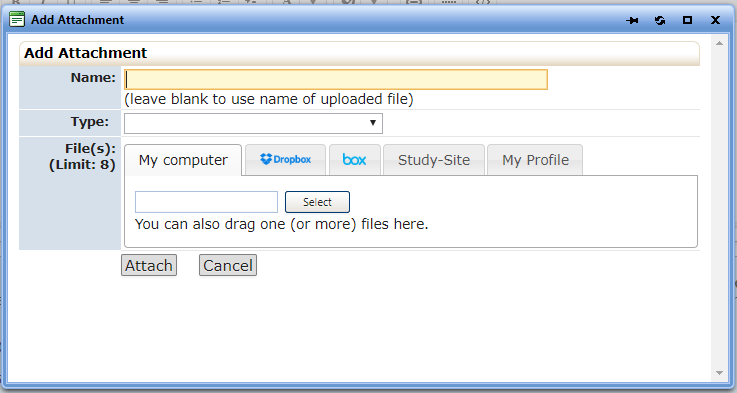 Add Attachment
Add Attachment
Name:
(leave blank to use name of uploaded file)
Type:
File(s):
(Limit: 8)
My computer Dropbox box Study-Site My Profile
Select
You can also drag one (or more) files here.
Attach Cancel